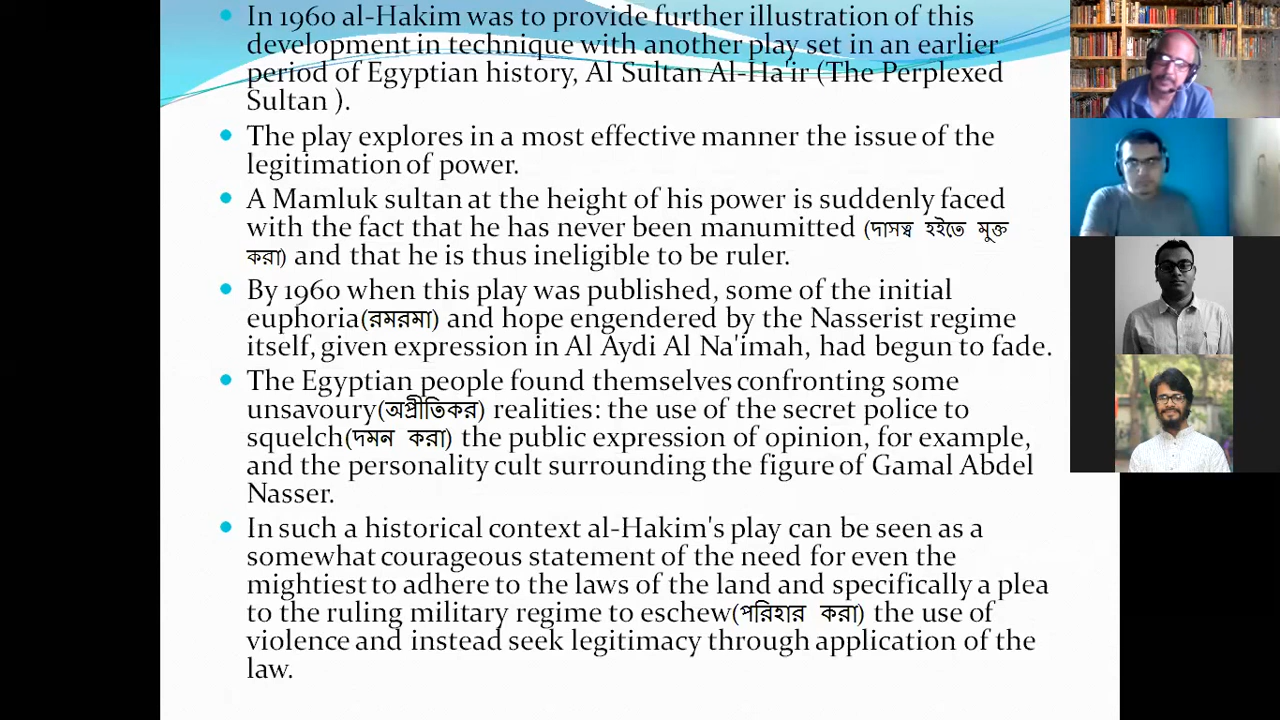 In 1960 al-Hakim was to provide further illustration of this
development in technique with another play set in an earlier
period of Egyptian history, Al Sultan Al-Ha'ir (The Perplexed
Sultan ).
The play explores in a most effective manner the issue of the
legitimation of power.
A Mamluk sultan at the height of his power is suddenly faced
with the fact that he has never been manumitted (দাসত্ব হইতে মুক্ত
করা) and that he is thus ineligible to be ruler.
By 1960 when this play was published, some of the initial
euphoria(রমরমা) and hope engendered by the Nasserist regime
itself, given expression in Al Aydi Al Na'imah, had begun to fade.
The Egyptian people found themselves confronting some
unsavoury(অপ্রীতিকর) realities: the use of the secret police to
squelch(দমন করা) the public expression of opinion, for example,
and the personality cult surrounding the figure of Gamal Abdel
Nasser.
In such a historical context al-Hakim's play can be seen as a
somewhat courageous statement of the need for even the
mightiest to adhere to the laws of the land and specifically a plea
to the ruling military regime to eschew(পরিহার করা) the use of
violence and instead seek legitimacy through application of the
law.